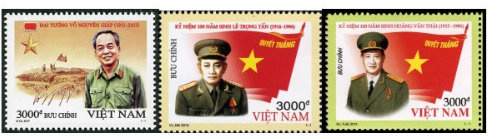 ĐẠI TƯỚNG VÕ NGUYÊN GIÁP (1911-2013)
3000đ BƯU CHÍNH
VIỆT NAM
KỶ NIỆM 100 NĂM SINH LÊ TRỌNG TẤN (1914-1986)
QUYẾT THẮNG
BƯU CHÍNH
3000đ
VIỆT NAM
KỶ NIỆM 100 NĂM SINH HOÀNG VĂN THÁI (1915-1986)
QUYẾT THẮNG
BƯU CHÍNH
3000đ
VIỆT NAM